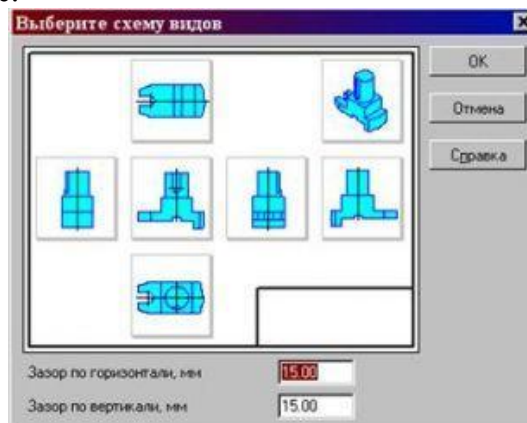 Выберите схему видов
OK
Отмена
Справка
Зазор по горизонтали, мм 15.00
Зазор по вертикали, мм 15.00